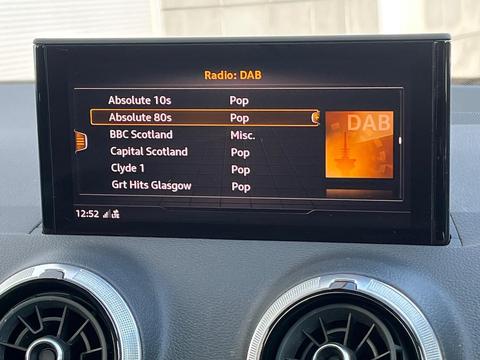 Radio: DAB
Absolute 10s Pop
Absolute 80s Pop
BBC Scotland Misc.
Capital Scotland Pop
Clyde 1 Pop
Grt Hits Glasgow Pop
DAB
12:52 LTE